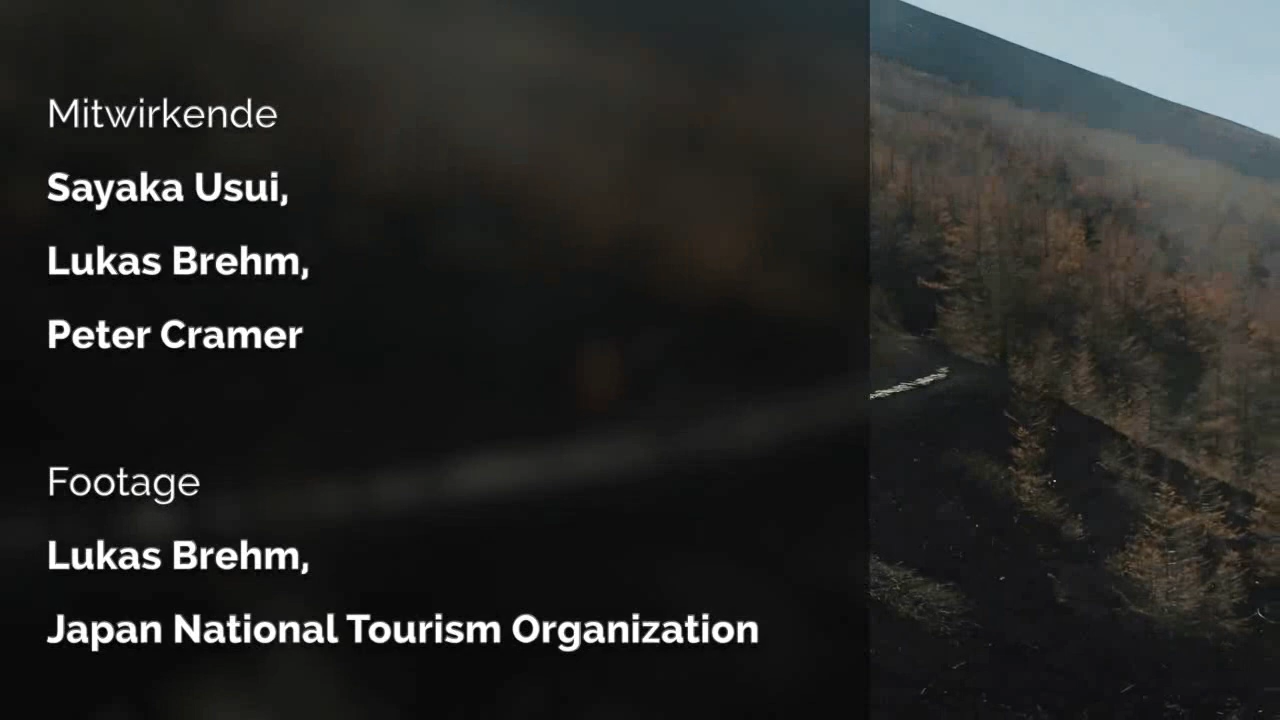 Mitwirkende
Sayaka Usui,
Lukas Brehm,
Peter Cramer
Footage
Lukas Brehm,
Japan National Tourism Organization